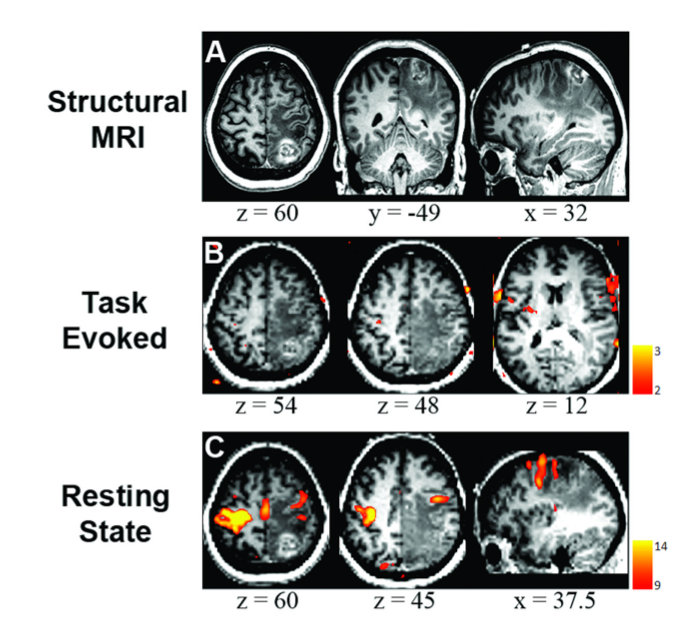 A
Structural
MRI
z = 60 y = -49 x = 32
B
Task
Evoked
3
2
z = 54 z = 48 z = 12
C
Resting
State
14
9
z = 60 z = 45 x = 37.5